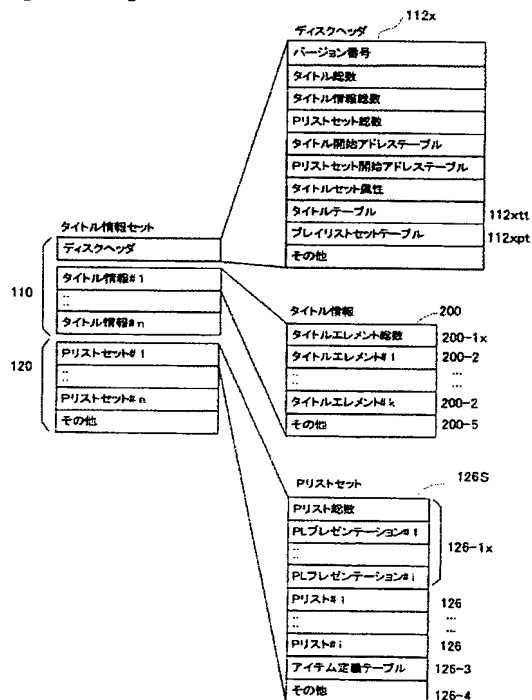 ディスクヘッダ 112x
バージョン番号
タイトル総数
タイトル情報総数
Pリストセット総数
タイトル開始アドレステーブル
Pリストセット開始アドレステーブル
タイトルセット属性
タイトルテーブル 112xtt
プレイリストセットテーブル 112xpt
その他
タイトル情報セット
ディスクヘッダ
110
タイトル情報#1
::
タイトル情報#n
120
Pリストセット#1
::
Pリストセット#n
その他
タイトル情報 200
タイトルエレメント総数 200-1x
タイトルエレメント#1 200-2
:: ...
...
タイトルエレメント#k 200-2
その他 200-5
Pリストセット 126S
Pリスト総数
PLプレゼンテーション#1
::
126-1x
PLプレゼンテーション#i
Pリスト#1 126
:: ...
...
Pリスト#i 126
アイテム定義テーブル 126-3
その他 126-4